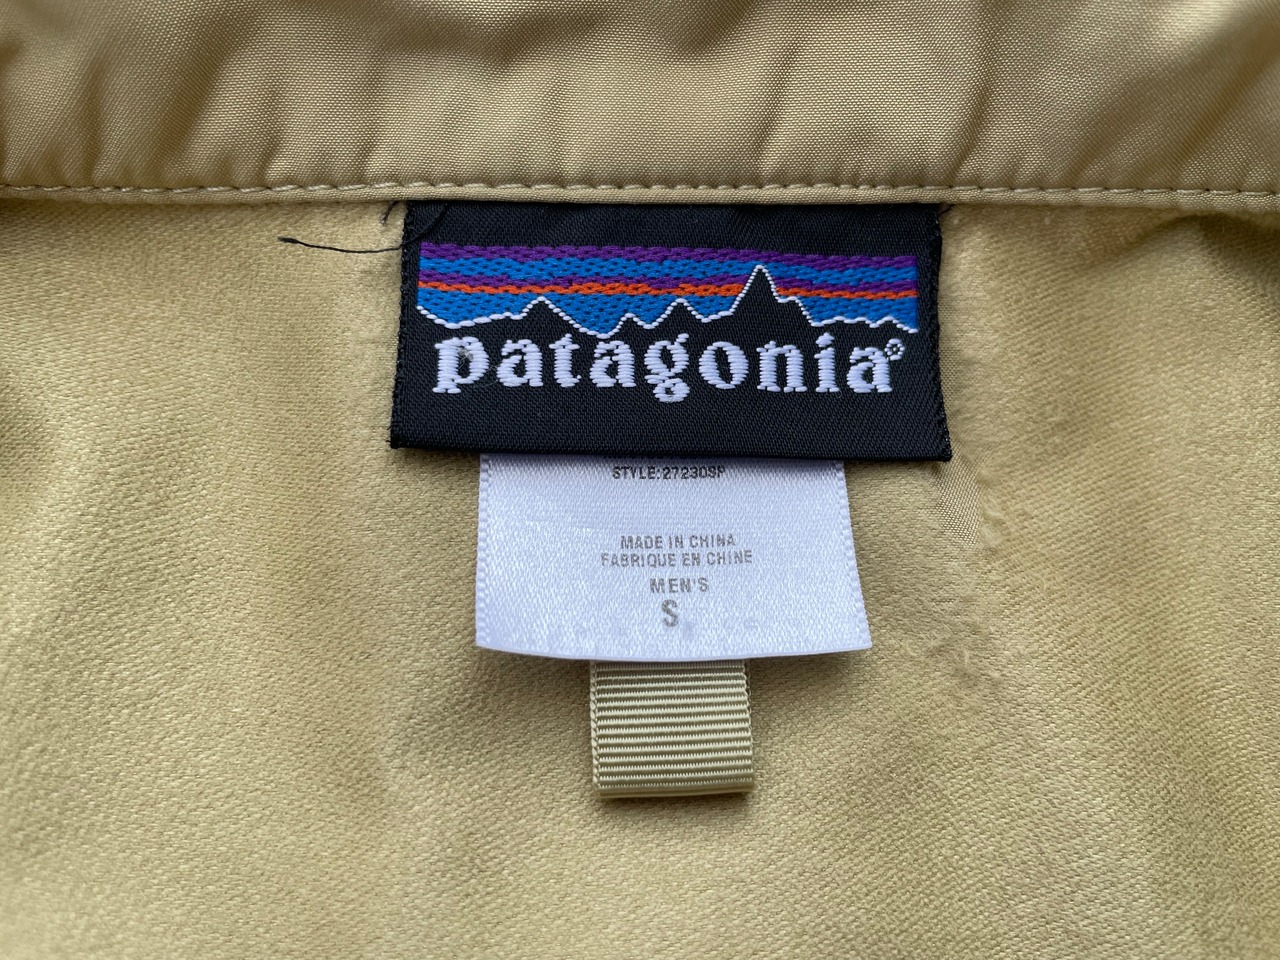 patagonia®
STYLE: 27230SP
MADE IN CHINA
FABRIQUE EN CHINE
MEN'S
S